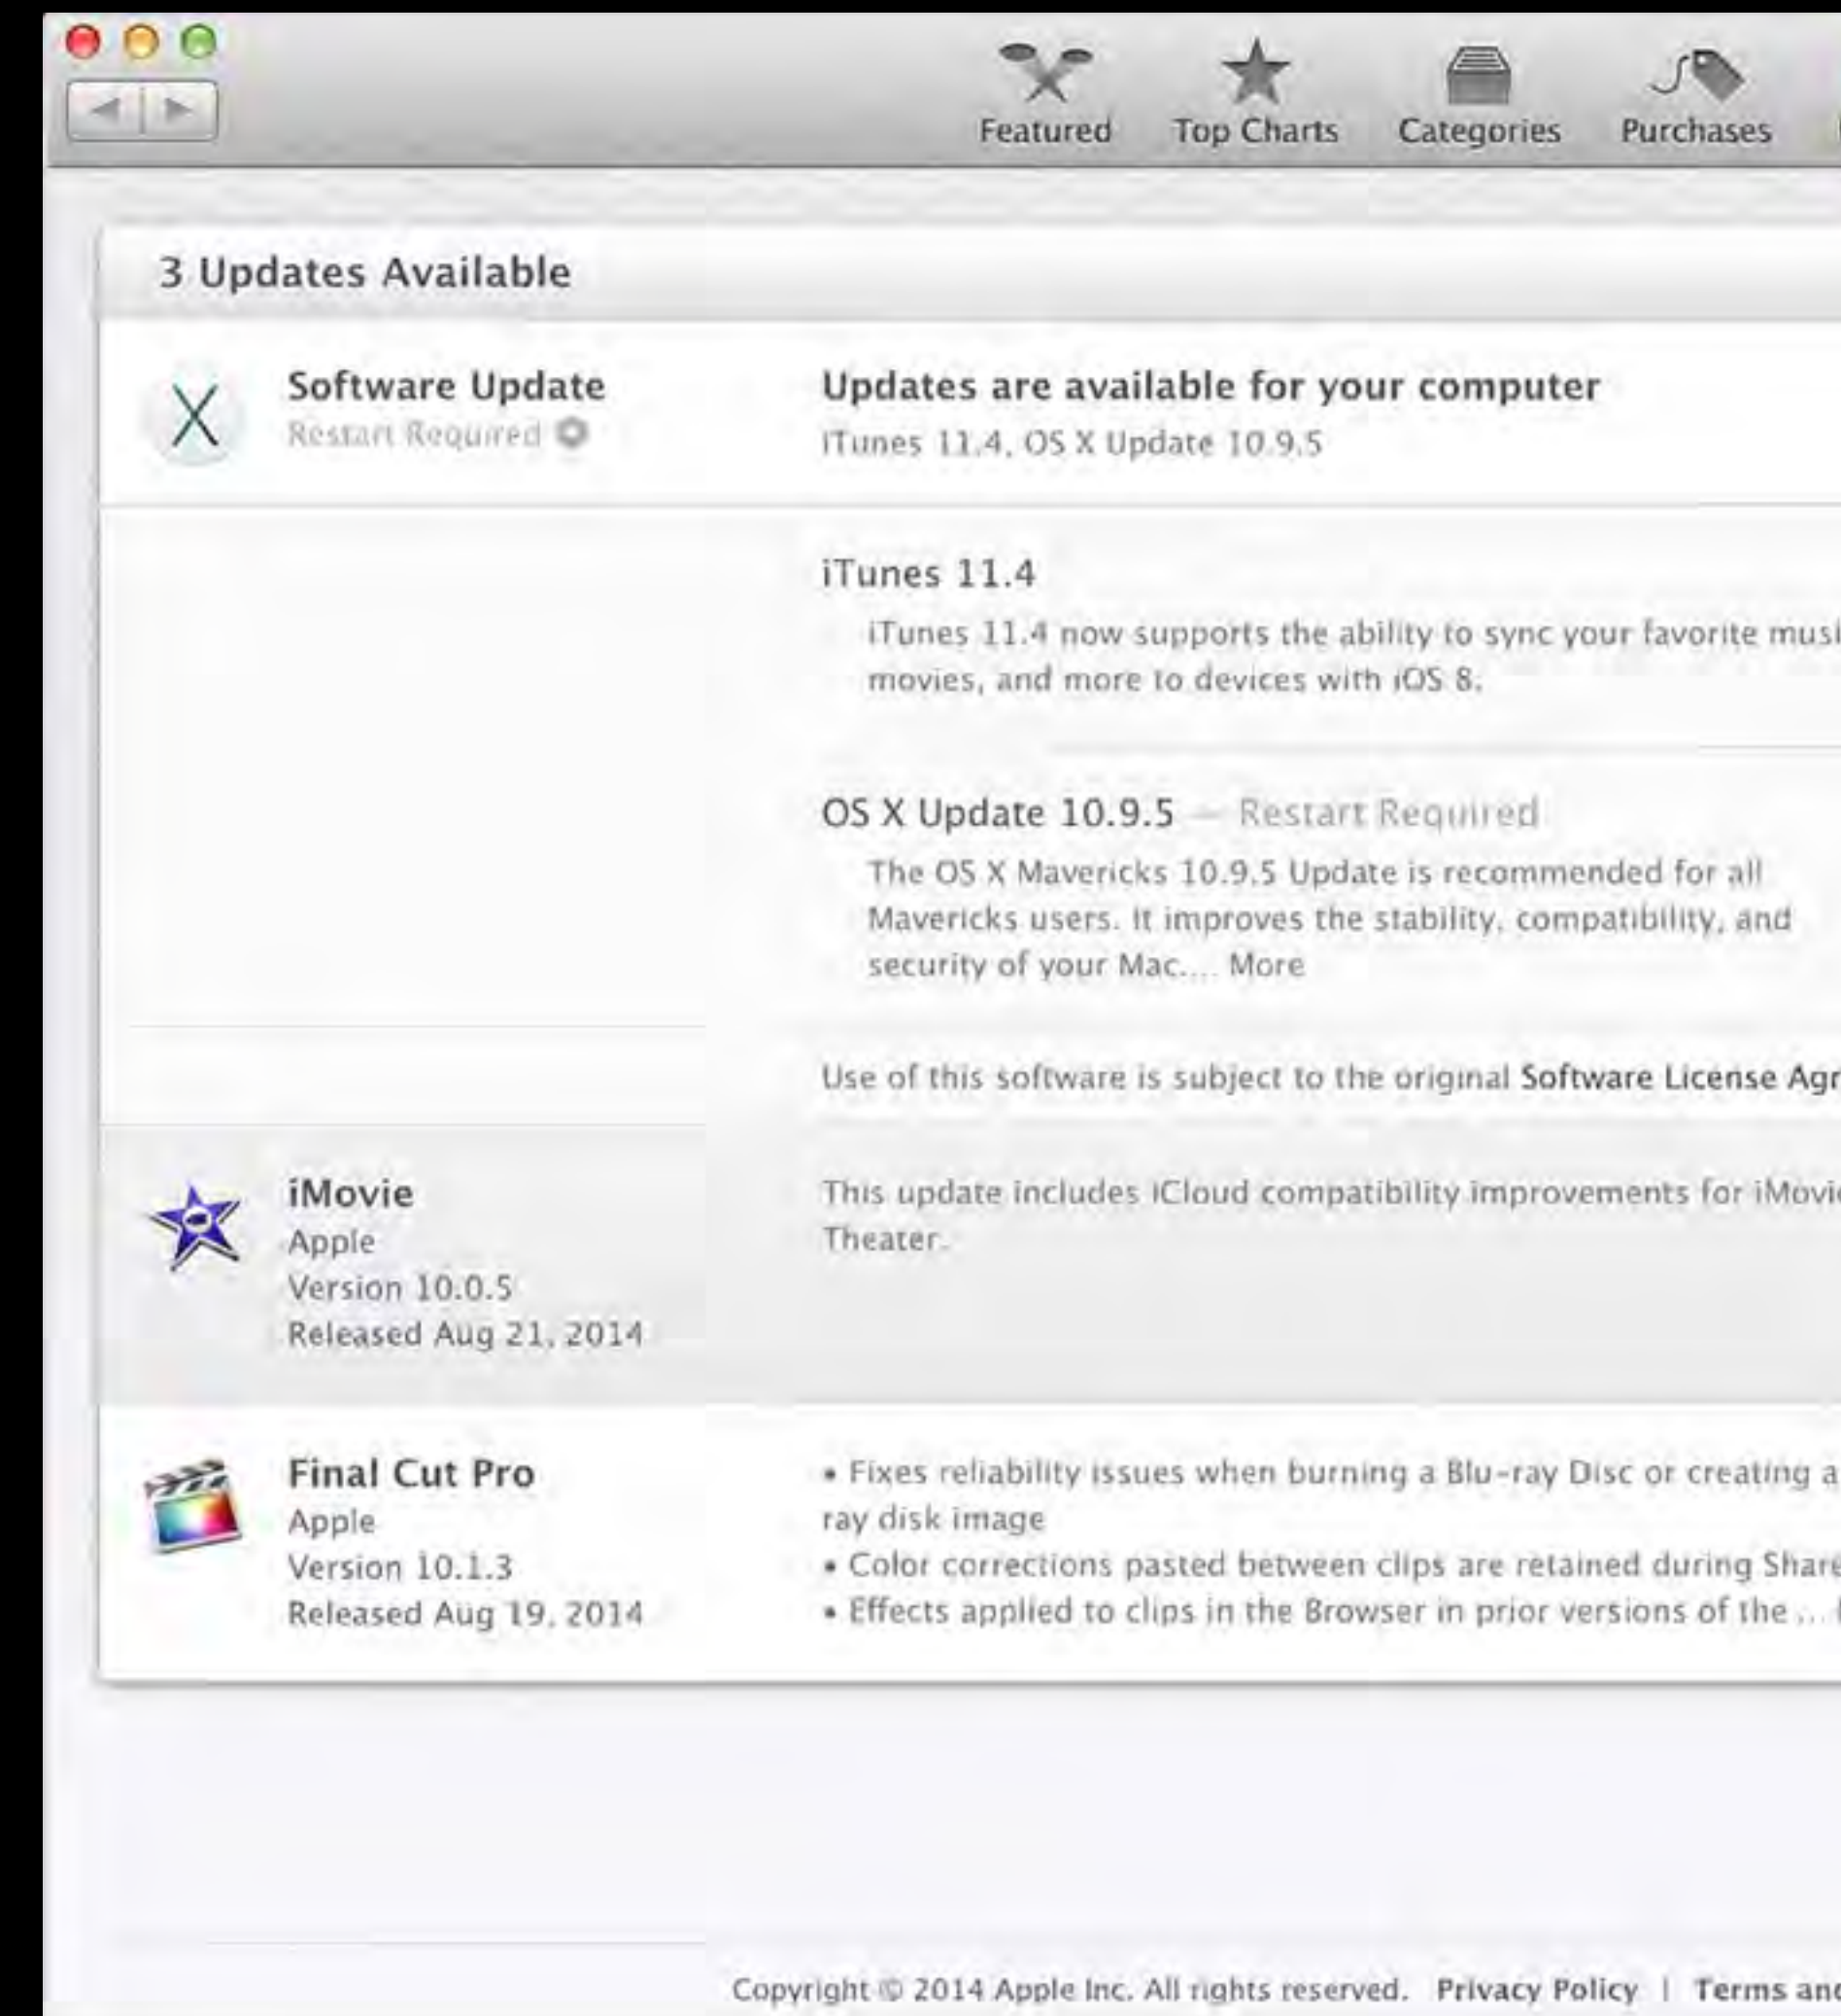 Featured Top Charts Categories Purchases
3 Updates Available
Software Update
Restart Required
Updates are available for your computer
iTunes 11.4, OS X Update 10.9.5
iTunes 11.4
iTunes 11.4 now supports the ability to sync your favorite musi
movies, and more to devices with iOS 8.
OS X Update 10.9.5 — Restart Required
The OS X Mavericks 10.9.5 Update is recommended for all
Mavericks users. It improves the stability, compatibility, and
security of your Mac.... More
Use of this software is subject to the original Software License Agr
iMovie
Apple
Version 10.0.5
Released Aug 21, 2014
This update includes iCloud compatibility improvements for iMovie
Theater.
Final Cut Pro
Apple
Version 10.1.3
Released Aug 19, 2014
• Fixes reliability issues when burning a Blu-ray Disc or creating a
ray disk image
• Color corrections pasted between clips are retained during Share
• Effects applied to clips in the Browser in prior versions of the ...
Copyright © 2014 Apple Inc. All rights reserved. Privacy Policy | Terms and